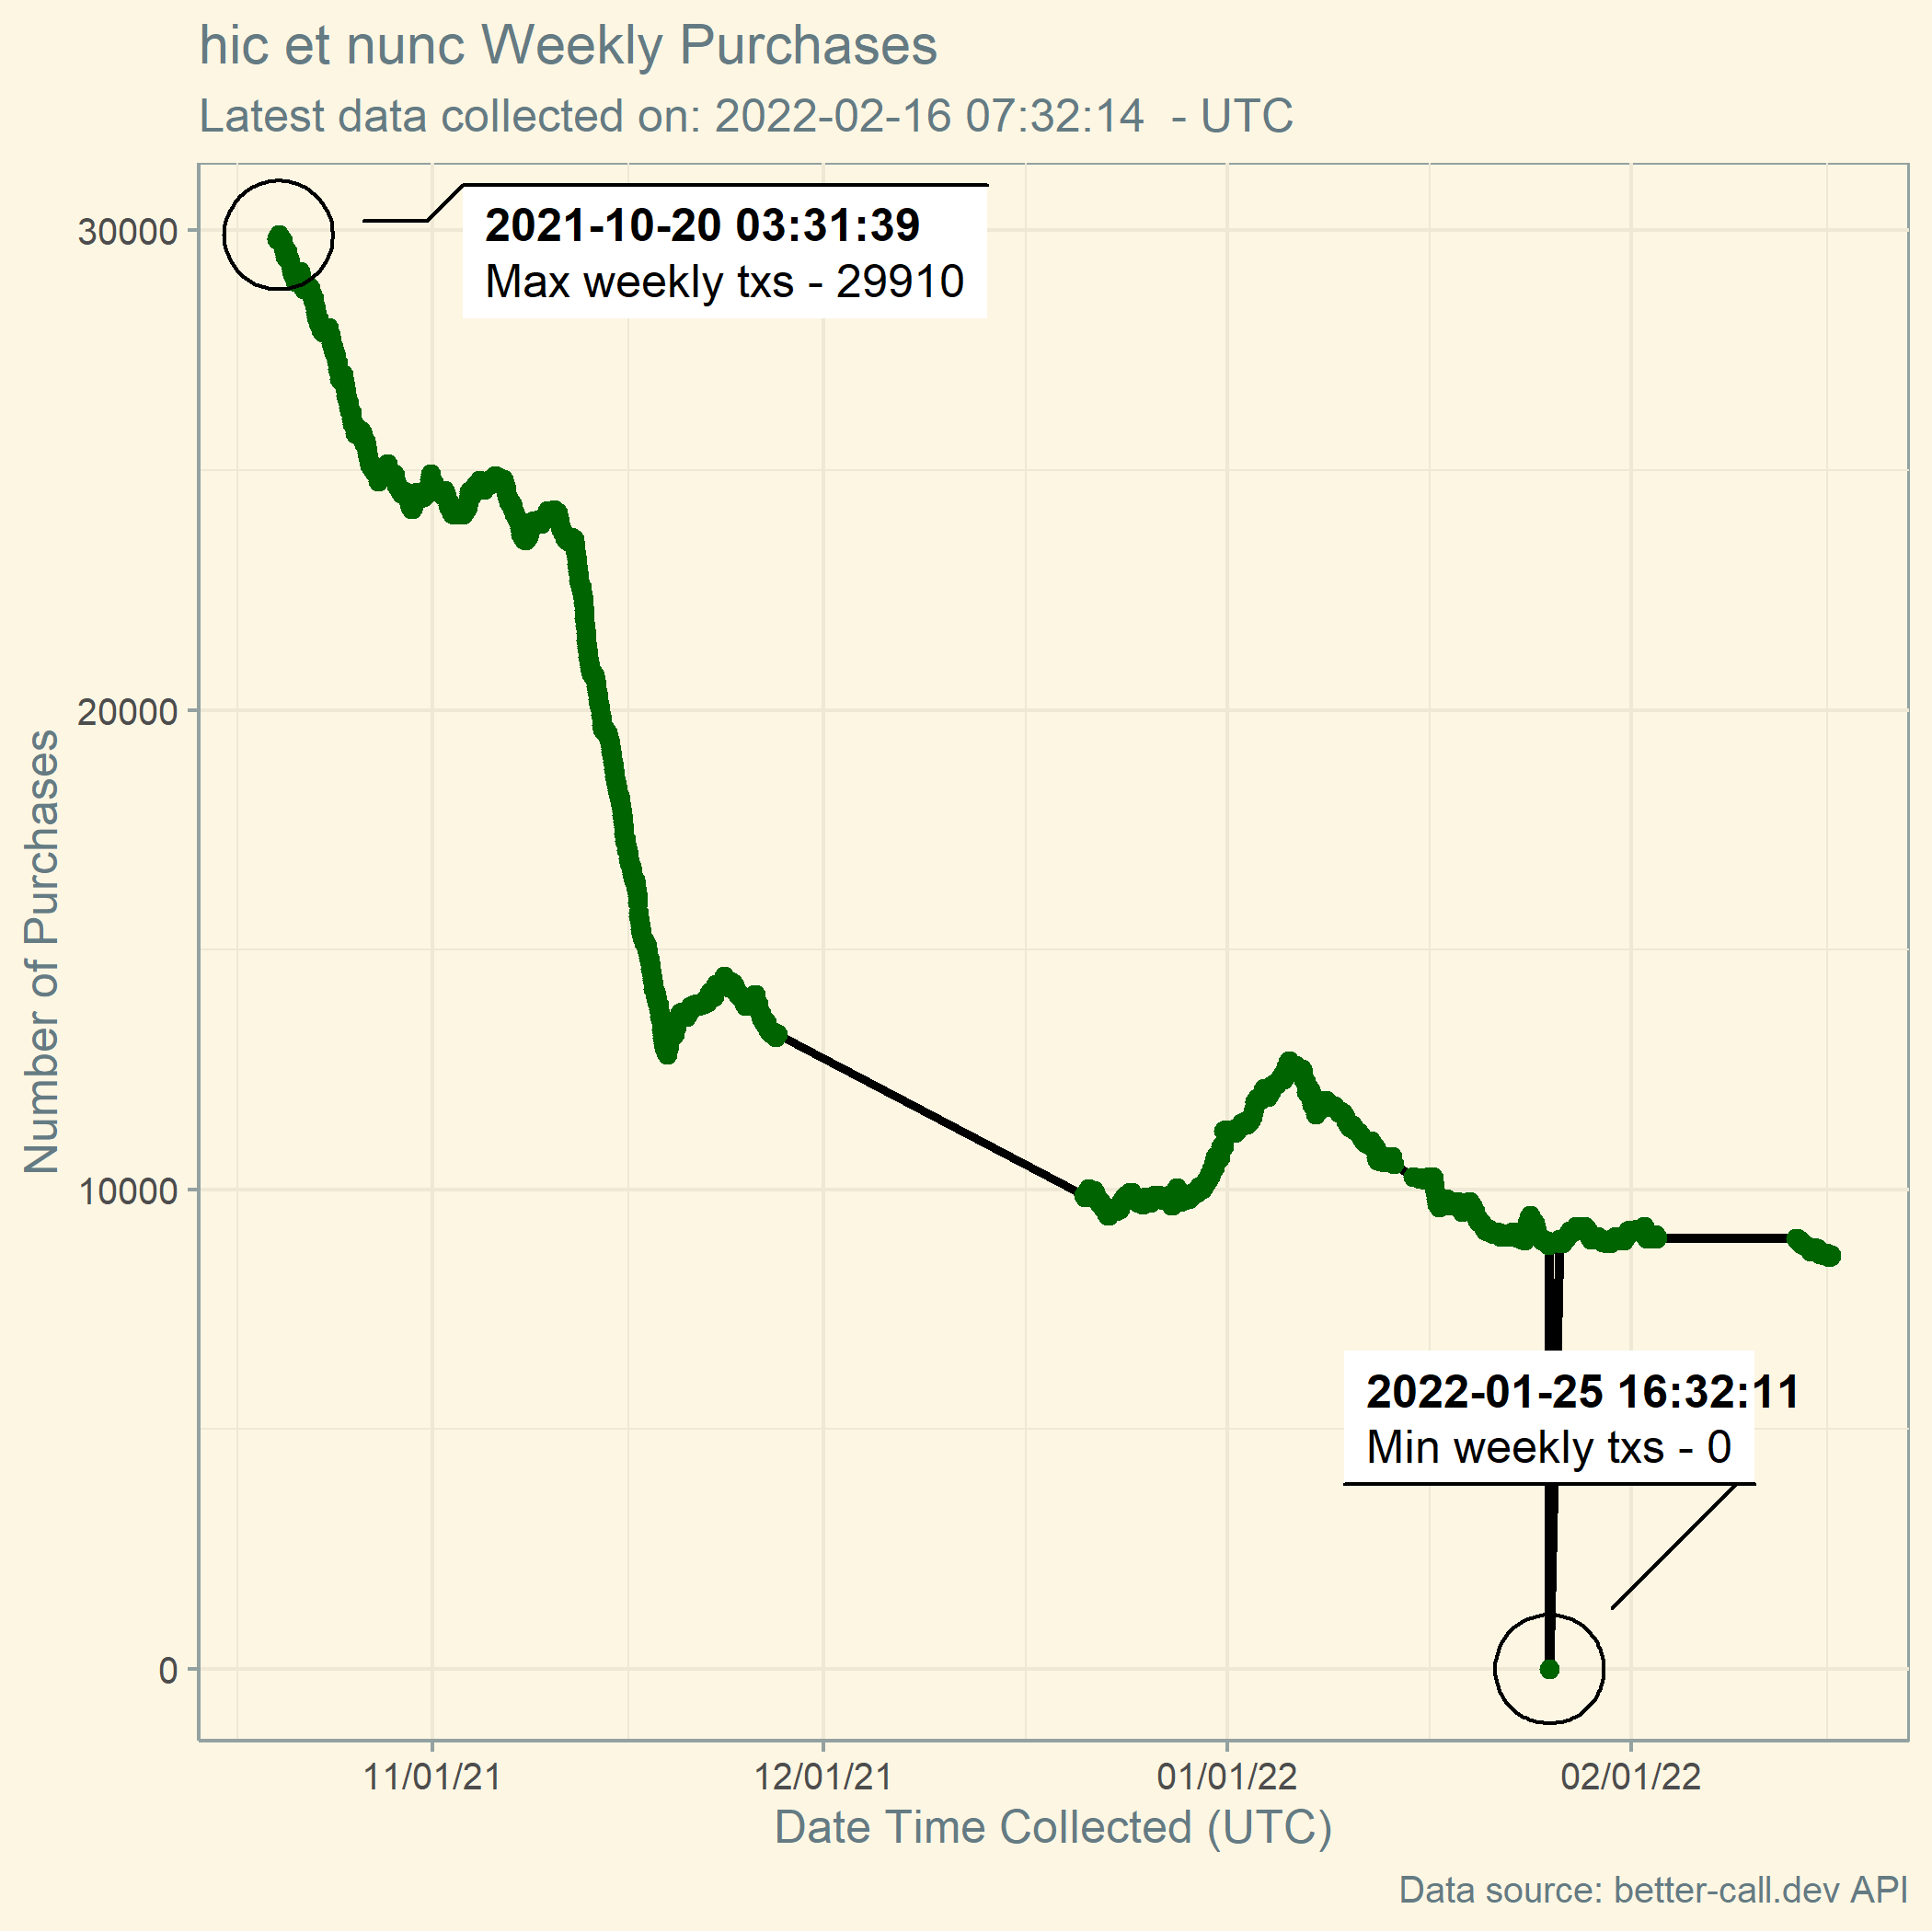 hic et nunc Weekly Purchases
Latest data collected on: 2022-02-16 07:32:14  - UTC
30000
2021-10-20 03:31:39
Max weekly txs - 29910
20000
Number of Purchases
10000
2022-01-25 16:32:11
Min weekly txs - 0
0
11/01/21
12/01/21
01/01/22
02/01/22
Date Time Collected (UTC)
Data source: better-call.dev API